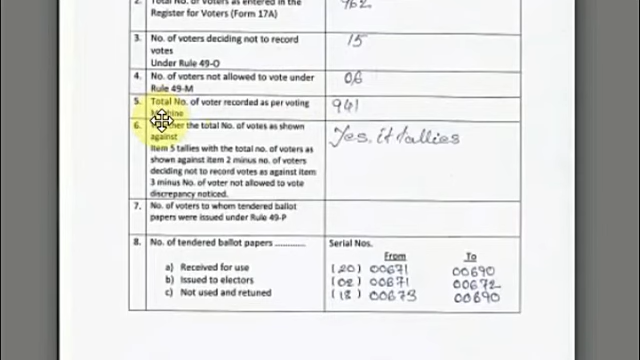 2. Total No. of voters as entered in the 962
Register for Voters (Form 17A)
3. No. of voters deciding not to record 15
votes
Under Rule 49-O
4. No. of voters not allowed to vote under 06
Rule 49-M
5. Total No. of voter recorded as per voting 941
6. the total No. of votes as shown Yes, it tallies
against
Item 5 tallies with the total no. of voters as
shown against item 2 minus no. of voters
deciding not to record votes as against item
3 minus No. of voter not allowed to vote
discrepancy noticed.
7. No. of voters to whom tendered ballot
papers were issued under Rule 49-P
8. No. of tendered ballot papers ............ Serial Nos.
From To
a) Received for use (20) 00671 00690
b) Issued to electors (02) 00671 00672
c) Not used and retuned (18) 00673 00690